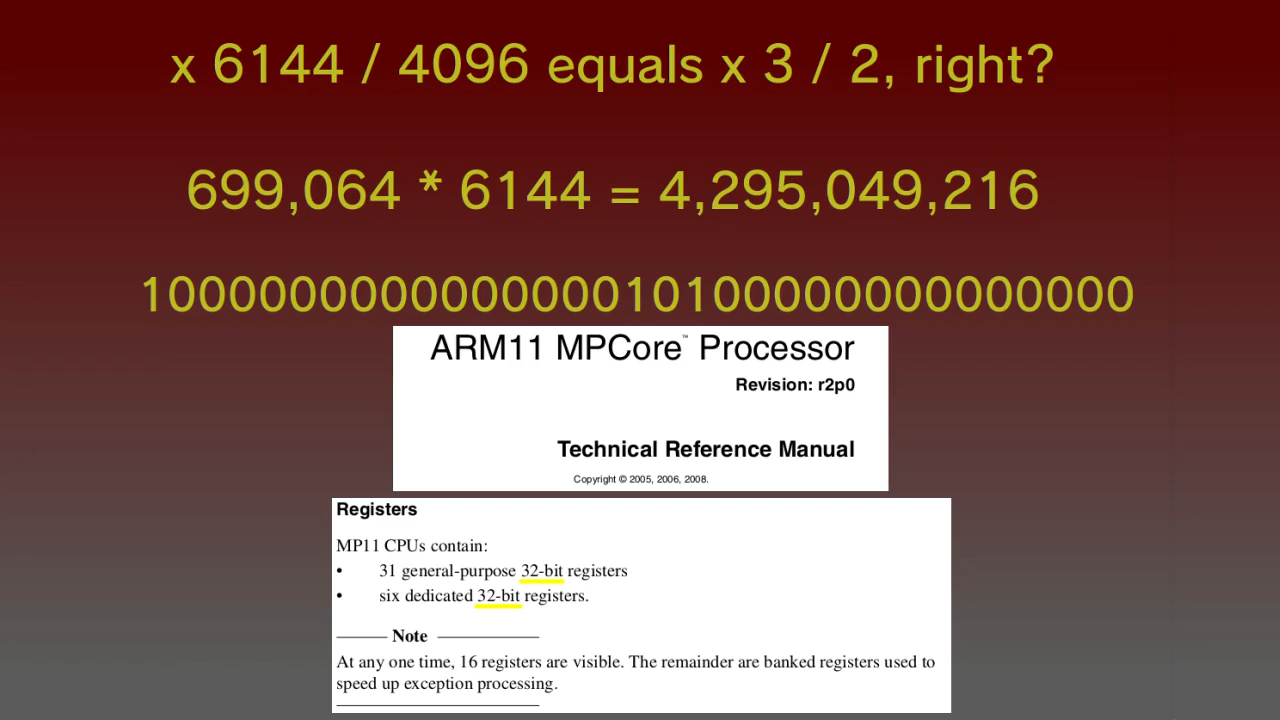 x 6144 / 4096 equals x 3 / 2, right?
699,064 * 6144 = 4,295,049,216
100000000000000010100000000000000
ARM11 MPCore™ Processor
Revision: r2p0
Technical Reference Manual
Copyright © 2005, 2006, 2008.
Registers
MP11 CPUs contain:
• 31 general-purpose 32-bit registers
• six dedicated 32-bit registers.
Note
At any one time, 16 registers are visible. The remainder are banked registers used to
speed up exception processing.